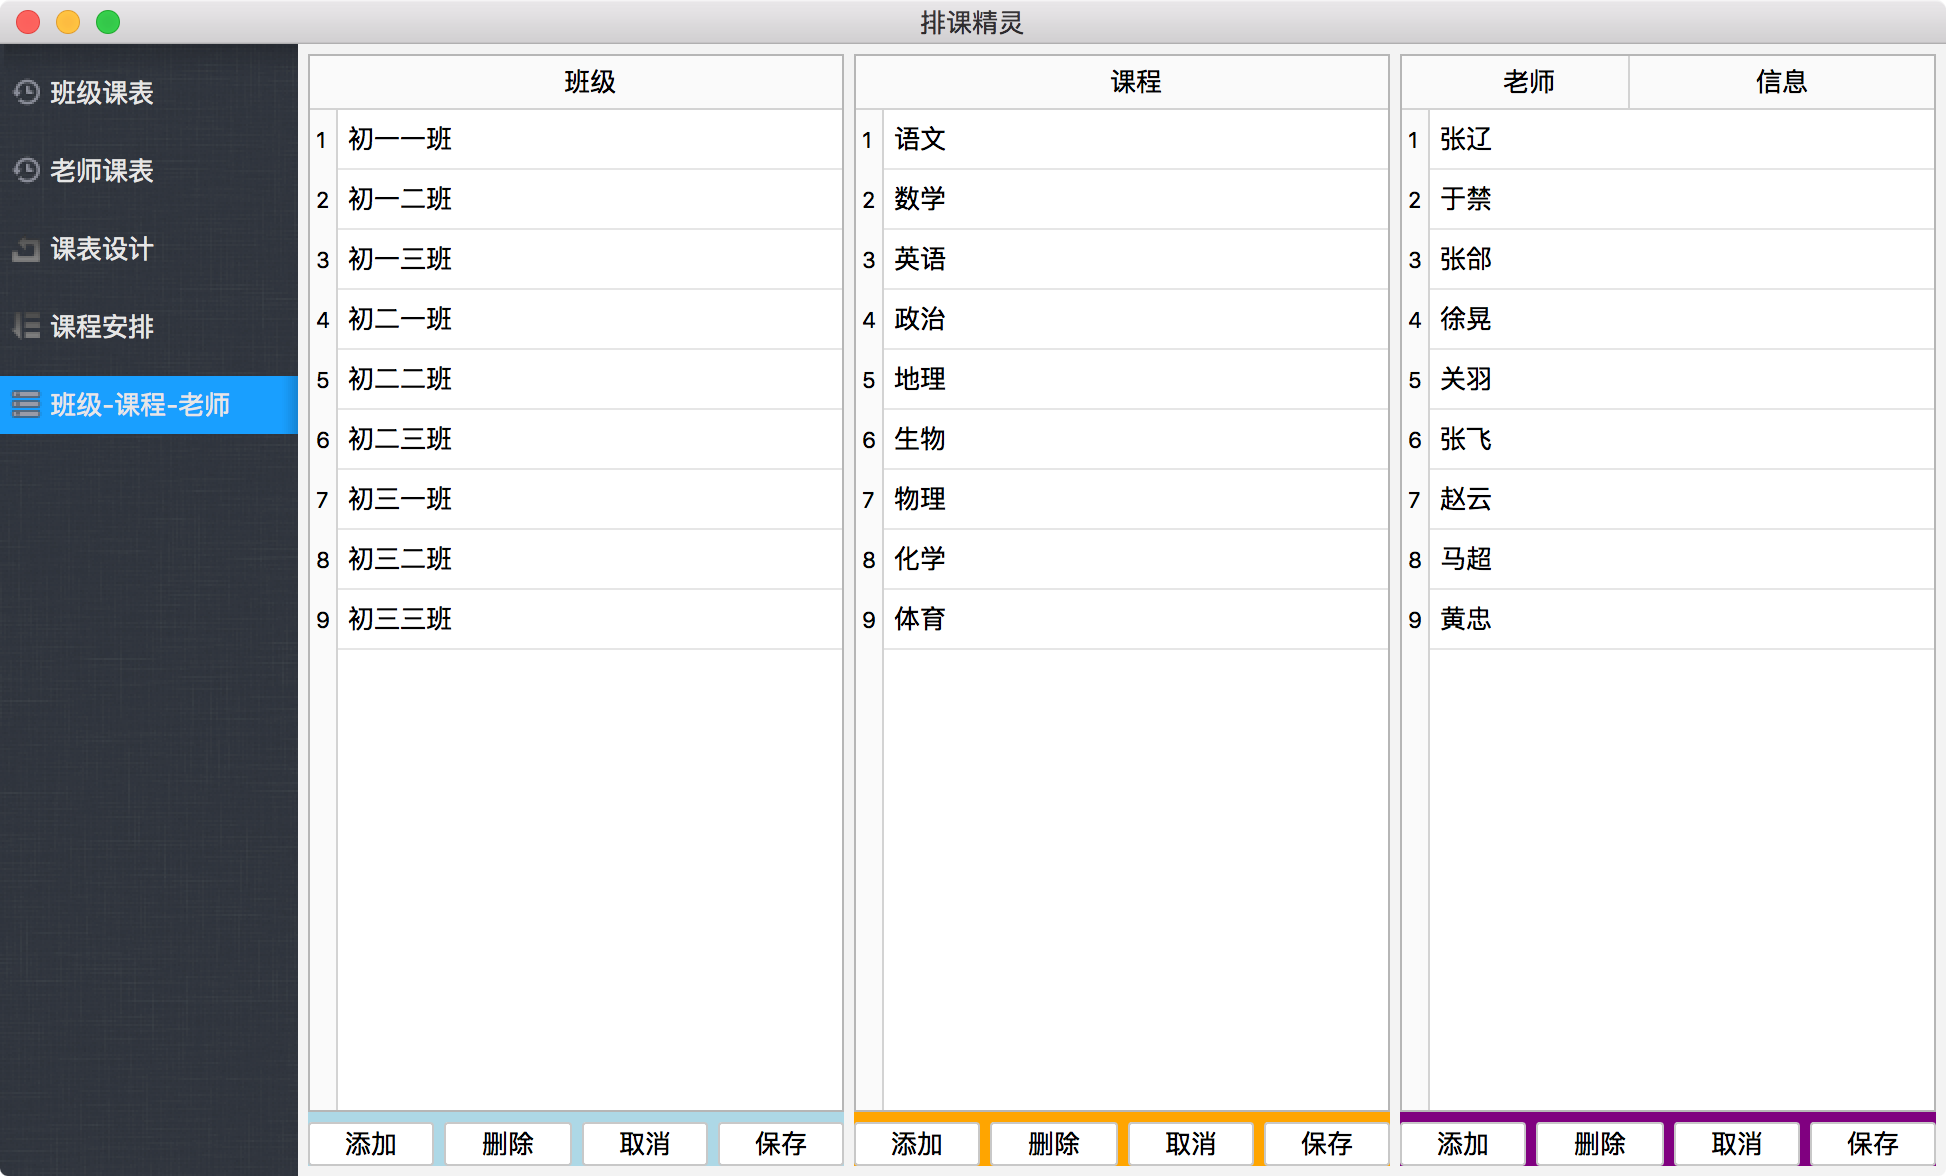 排课精灵
班级课表
老师课表
课表设计
课程安排
班级-课程-老师
班级
1 初一一班
2 初一二班
3 初一三班
4 初二一班
5 初二二班
6 初二三班
7 初三一班
8 初三二班
9 初三三班
添加 删除 取消 保存
课程
1 语文
2 数学
3 英语
4 政治
5 地理
6 生物
7 物理
8 化学
9 体育
添加 删除 取消 保存
老师 信息
1 张辽
2 于禁
3 张郃
4 徐晃
5 关羽
6 张飞
7 赵云
8 马超
9 黄忠
添加 删除 取消 保存